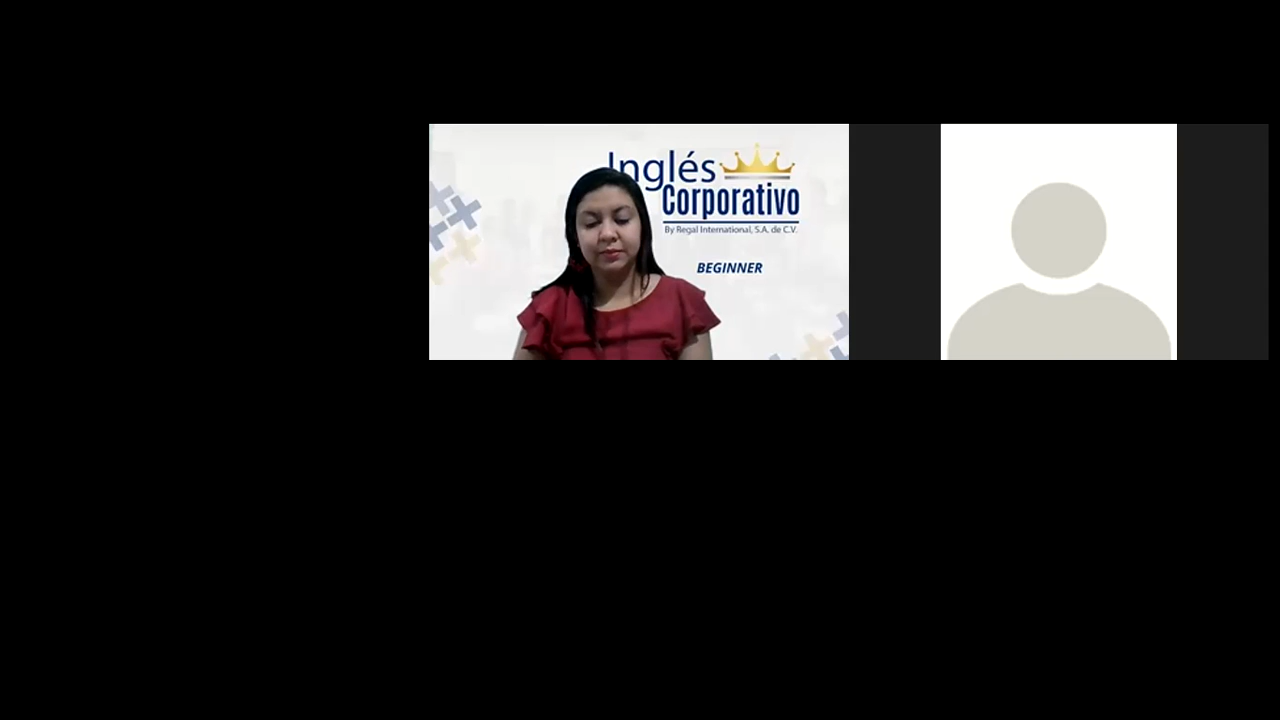 Inglés
Corporativo
By Regal International, S.A. de C.V.
BEGINNER